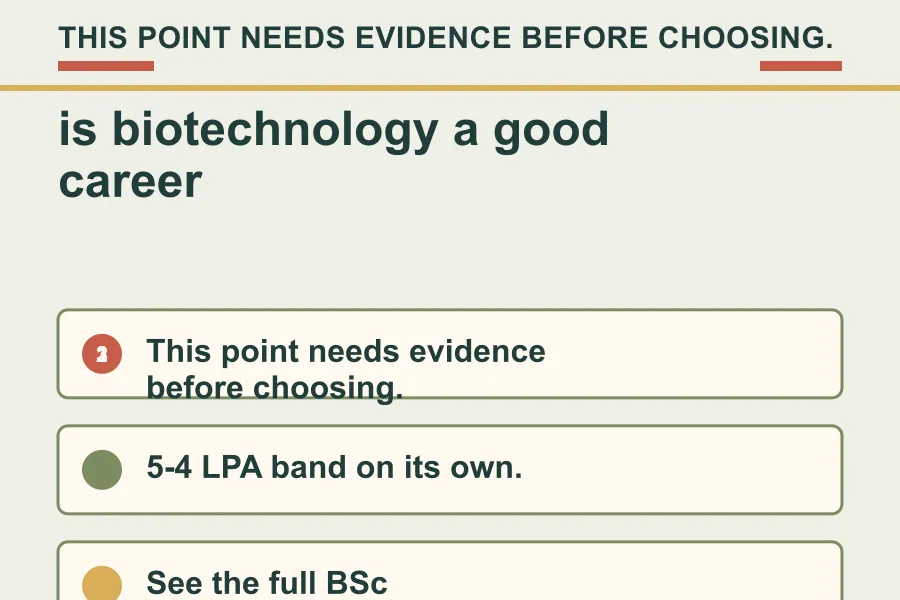 THIS POINT NEEDS EVIDENCE BEFORE CHOOSING.
is biotechnology a good
career
This point needs evidence
before choosing.
5-4 LPA band on its own.
See the full BSc